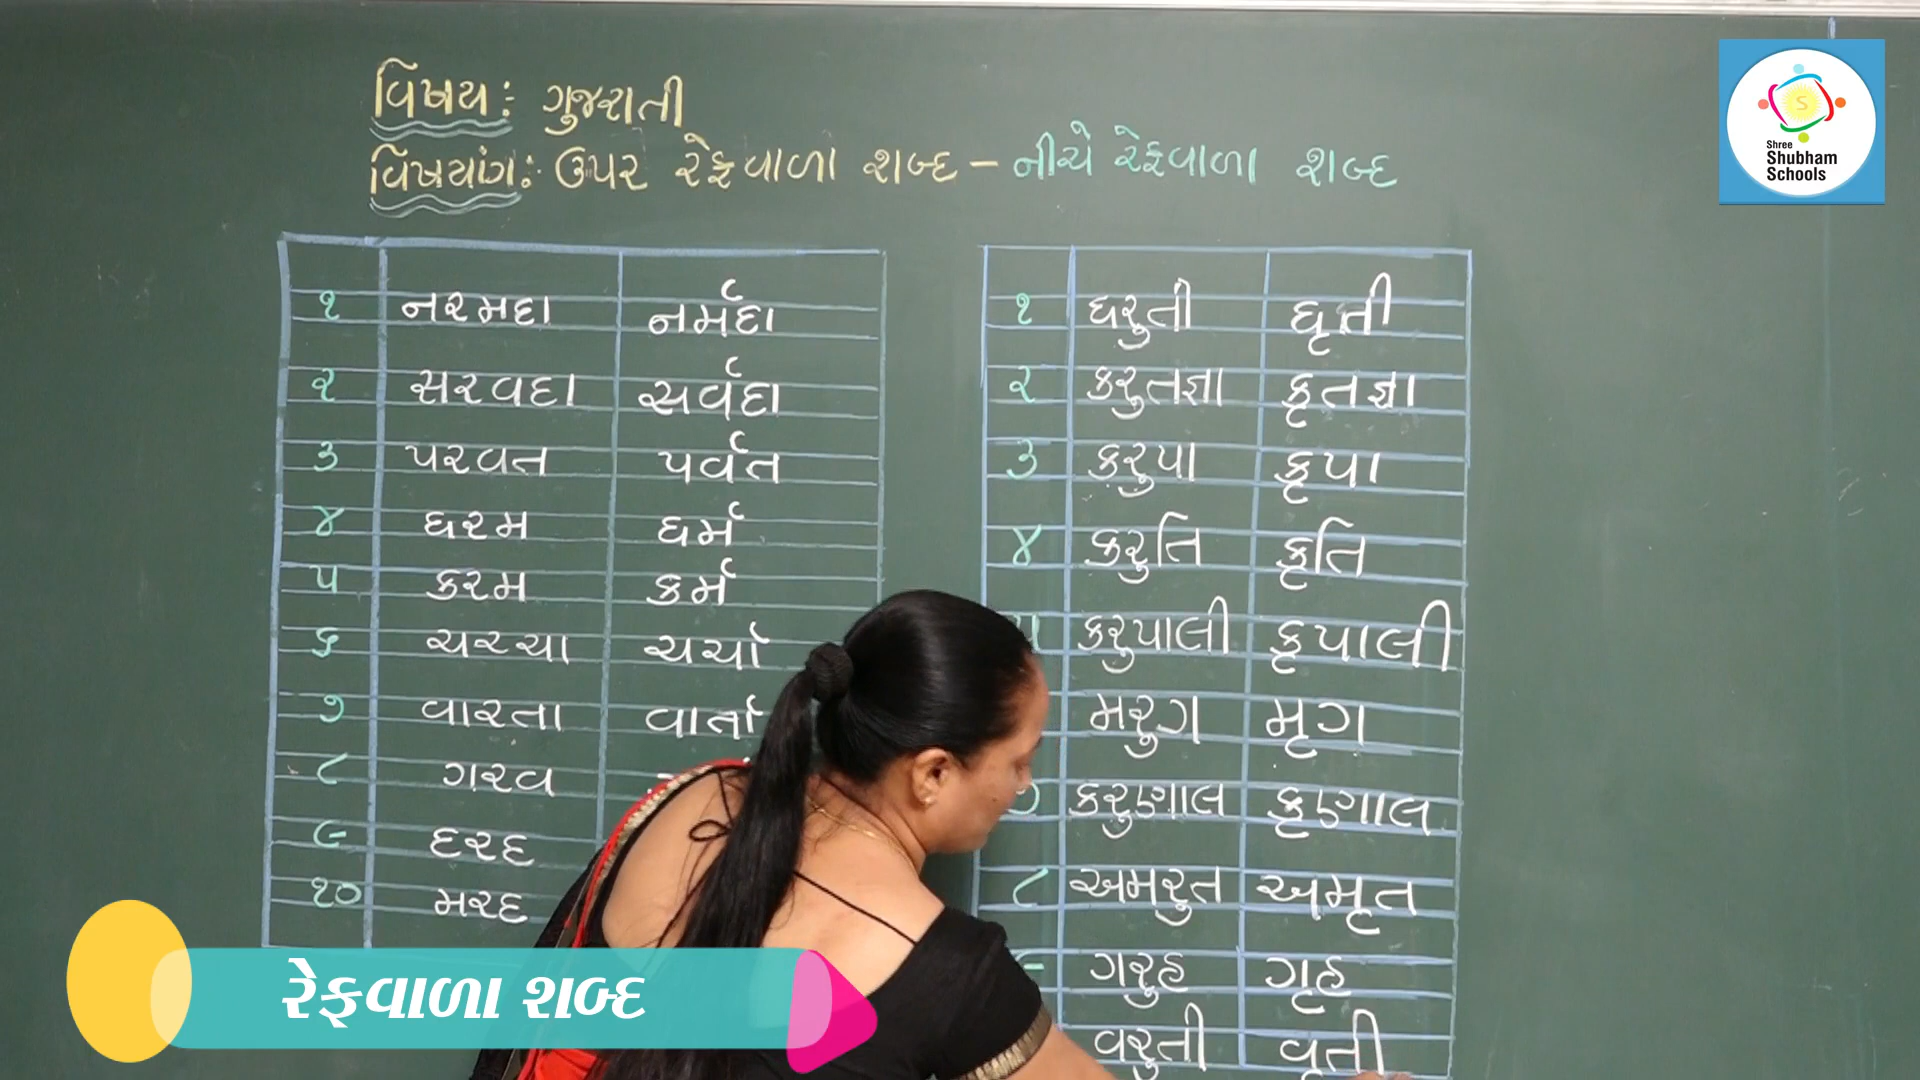 વિષય :- ગુજરાતી
વિષયાંગ :- ઉપર રેફવાળા શબ્દ - નીચે રેફવાળા શબ્દ
Shree
Shubham
Schools
૧ નરમદા નર્મદા
૨ સરવદા સર્વદા
૩ પરવત પર્વત
૪ ધરમ ધર્મ
૫ કરમ કર્મ
૬ ચરચા ચર્ચા
૭ વારતા વાર્તા
૮ ગરવ
૯ દરદ
૧૦ મરદ
૧ ધરુતી ધૃતી
૨ કરુતજ્ઞા કૃતજ્ઞા
૩ કરુપા કૃપા
૪ કરુતિ કૃતિ
કરુપાલી કૃપાલી
મરુગ મૃગ
કરુણાલ કૃણાલ
૮ અમરુત અમૃત
ગરુહ ગૃહ
વરુતી વૃતી
રેફવાળા શબ્દ